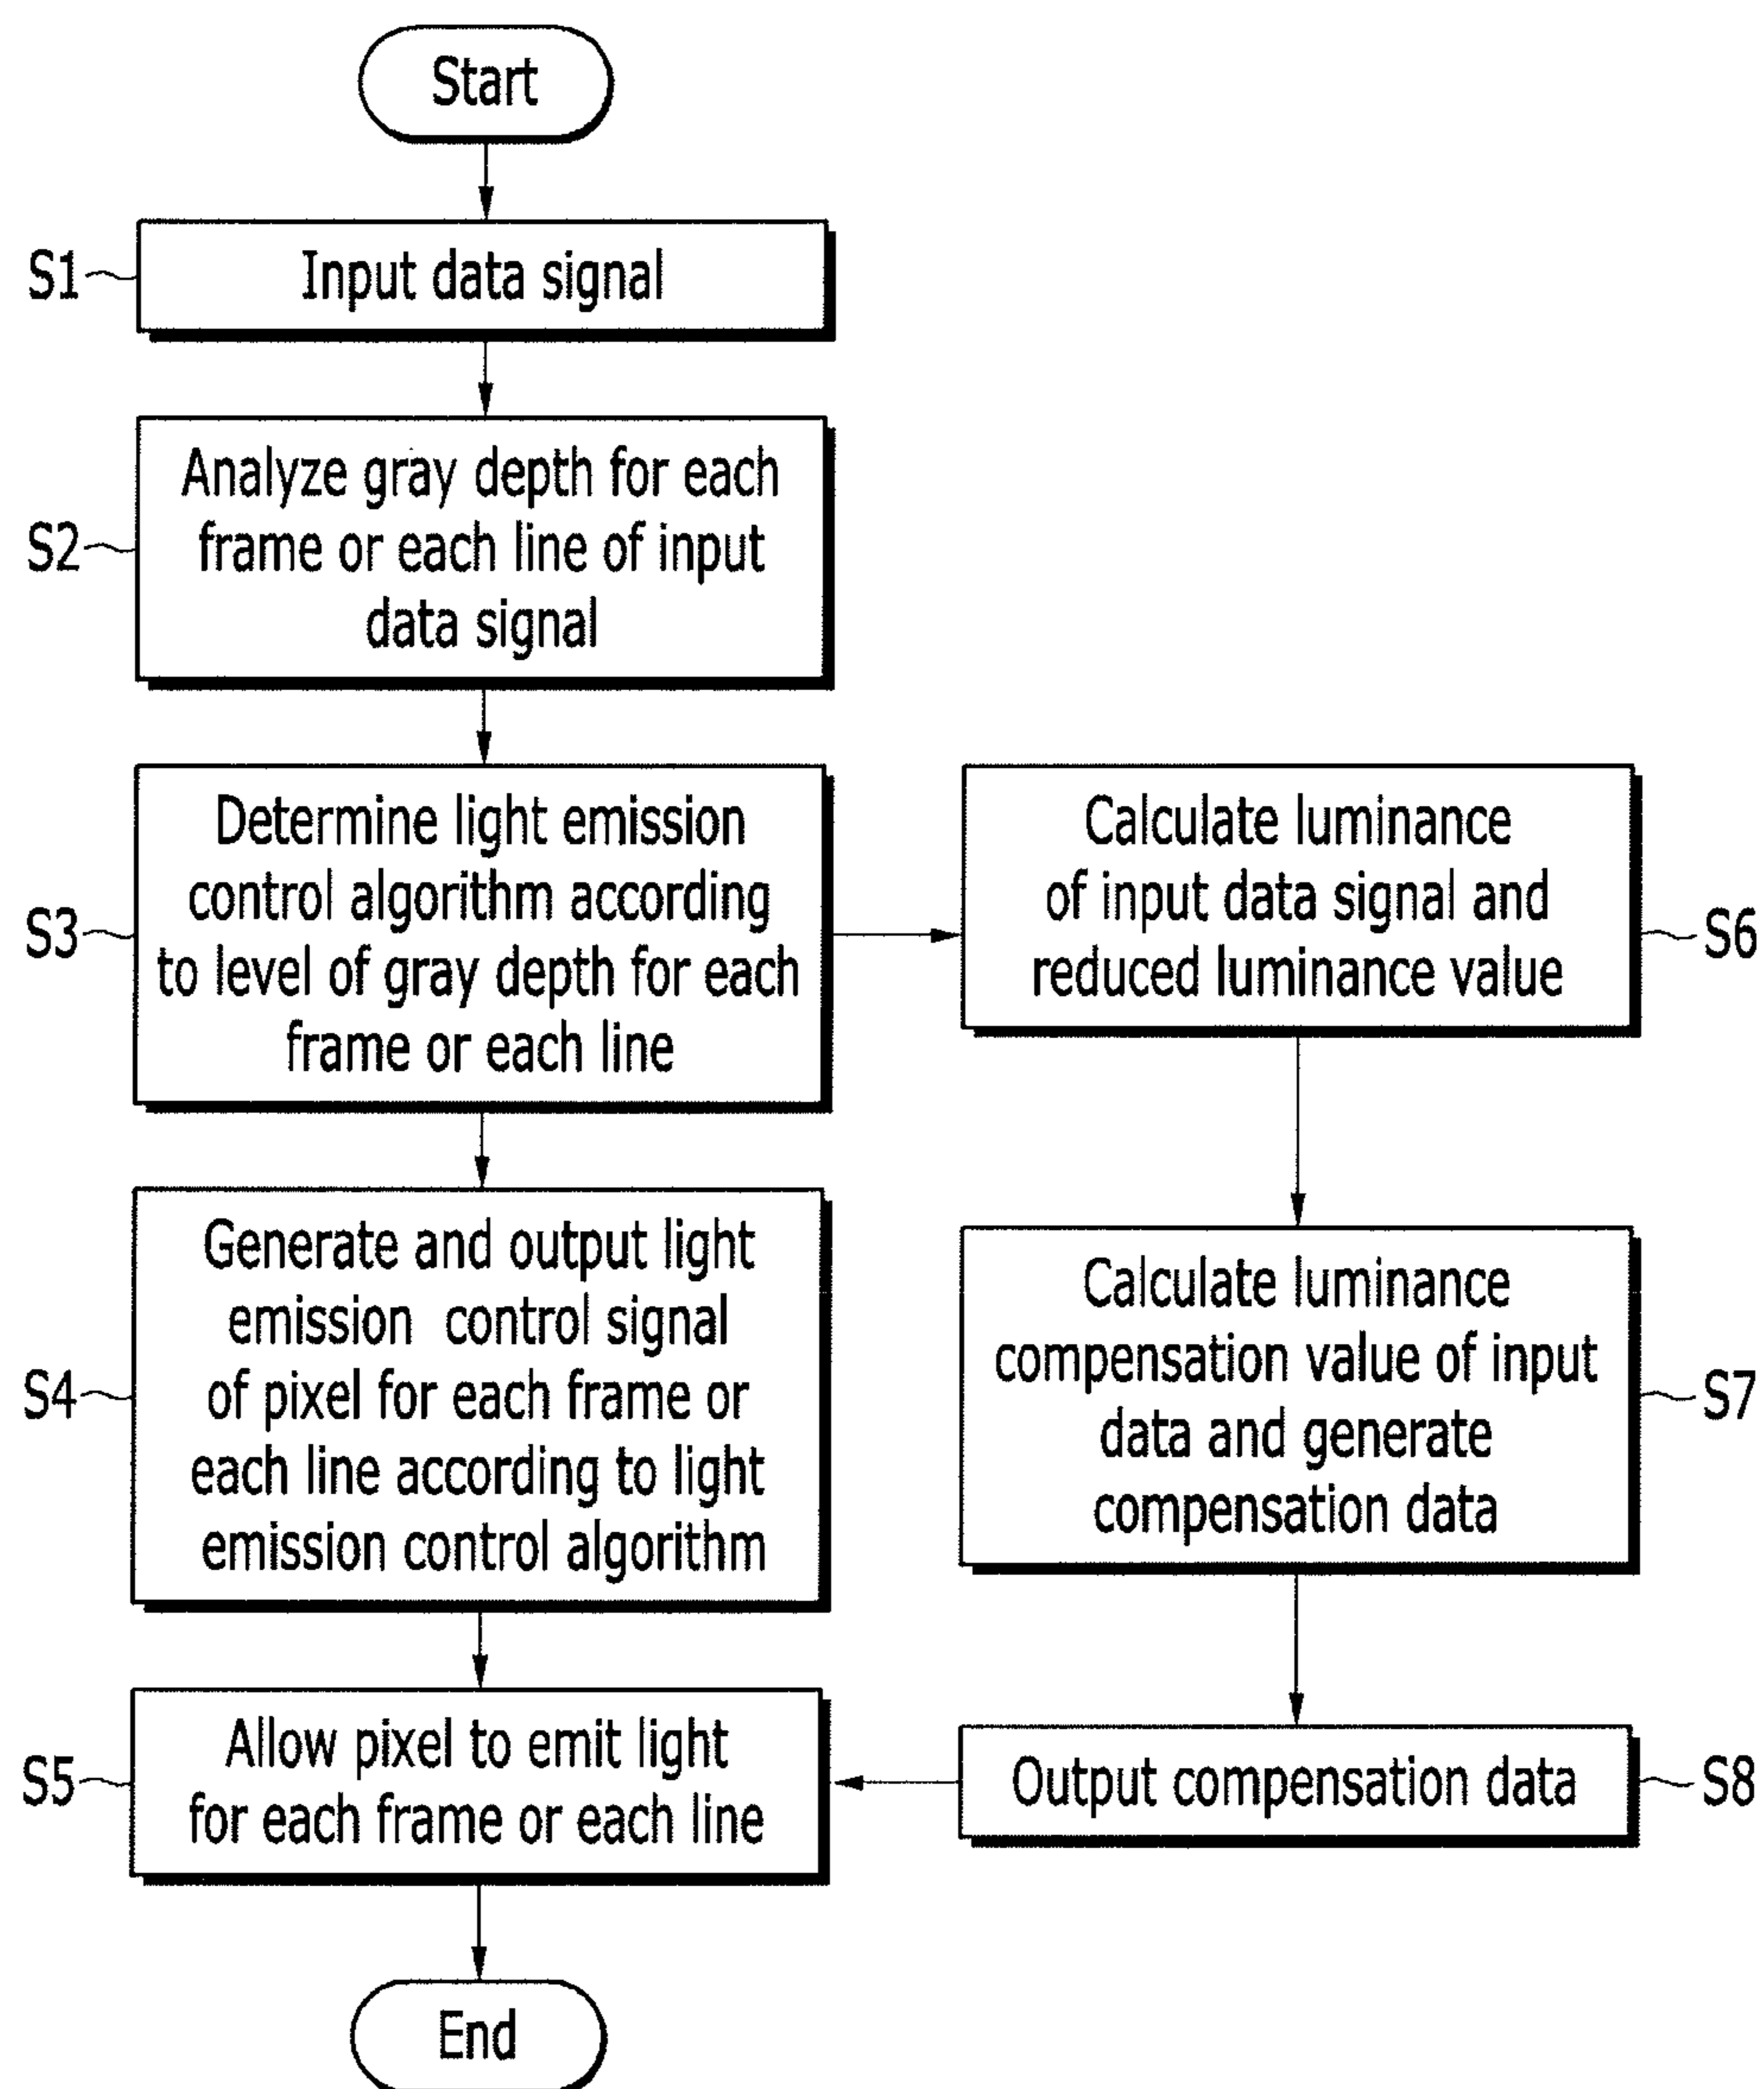 Start
S1
Input data signal
S2
Analyze gray depth for each
frame or each line of input
data signal
S3
Determine light emission
control algorithm according
to level of gray depth for each
frame or each line
Calculate luminance
of input data signal and
reduced luminance value
S6
S4
Generate and output light
emission control signal
of pixel for each frame or
each line according to light
emission control algorithm
Calculate luminance
compensation value of input
data and generate
compensation data
S7
S5
Allow pixel to emit light
for each frame or each line
Output compensation data
S8
End